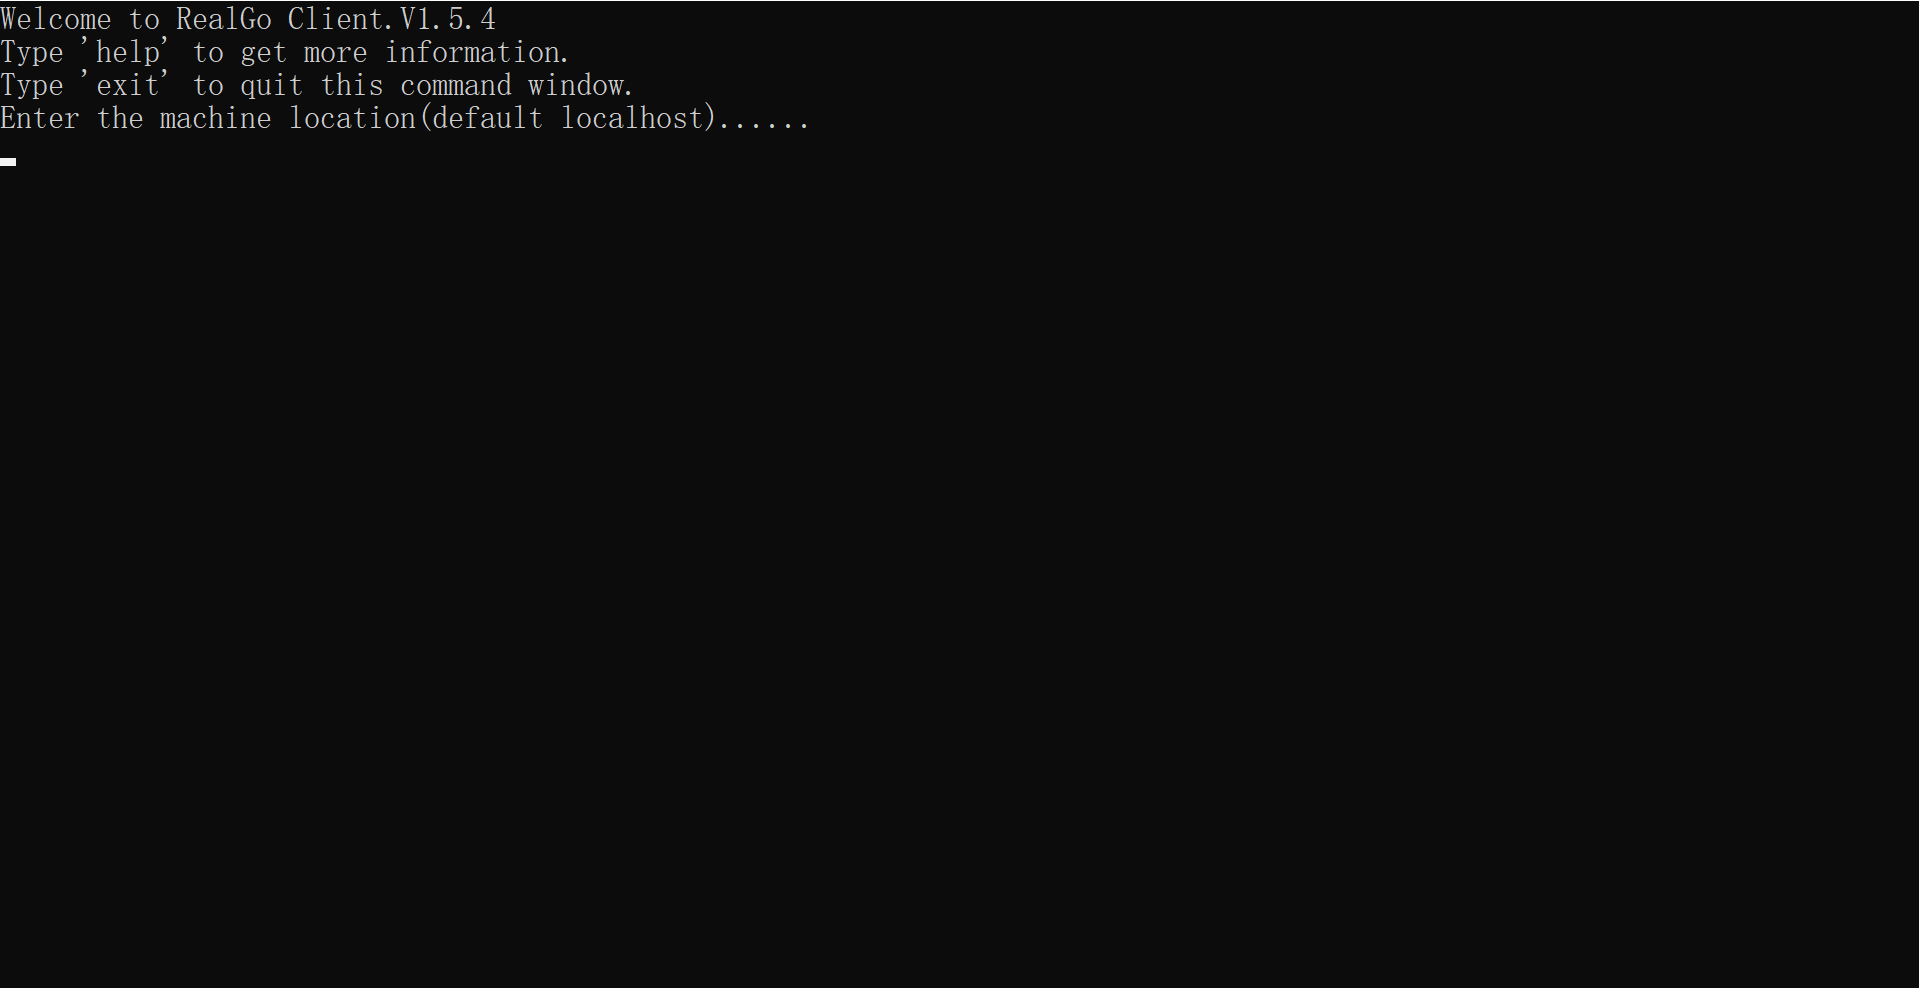 Welcome to RealGo Client.V1.5.4
Type 'help' to get more information.
Type 'exit' to quit this command window.
Enter the machine location(default localhost)......